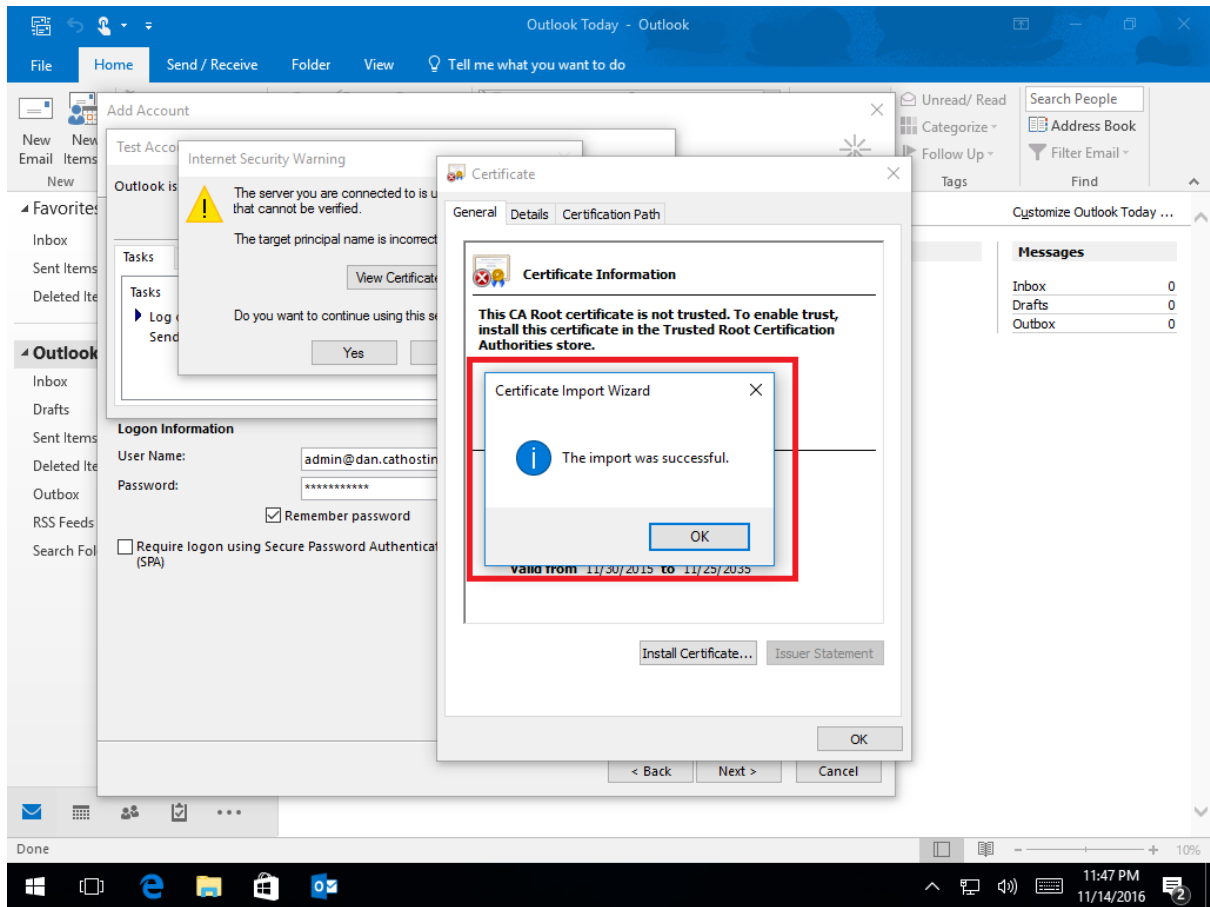 Outlook Today - Outlook
File Home Send / Receive Folder View Tell me what you want to do
New Email
New Items
New
Unread/ Read
Categorize
Follow Up
Tags
Search People
Address Book
Filter Email
Find
Favorites
Inbox
Sent Items
Deleted Ite
Outlook
Inbox
Drafts
Sent Items
Deleted Ite
Outbox
RSS Feeds
Search Fol
Add Account
Test Acco
Outlook is
Tasks
Tasks
Log
Send
Internet Security Warning
The server you are connected to is u
that cannot be verified.
The target principal name is incorrect
View Certificate
Do you want to continue using this se
Yes
Logon Information
User Name: admin@dan.cathostin
Password: ***********
Remember password
Require logon using Secure Password Authenticat
(SPA)
< Back Next > Cancel
Certificate
General Details Certification Path
Certificate Information
This CA Root certificate is not trusted. To enable trust,
install this certificate in the Trusted Root Certification
Authorities store.
Certificate Import Wizard
The import was successful.
OK
Valid from 11/30/2015 to 11/25/2035
Install Certificate... Issuer Statement
OK
Customize Outlook Today ...
Messages
Inbox 0
Drafts 0
Outbox 0
Done
10%
11:47 PM
11/14/2016
2